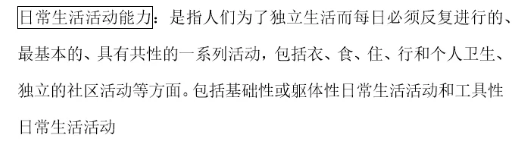 日常生活活动能力：是指人们为了独立生活而每日必须反复进行的、
最基本的、具有共性的一系列活动，包括衣、食、住、行和个人卫生、
独立的社区活动等方面。包括基础性或躯体性日常生活活动和工具性
日常生活活动